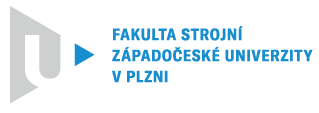 FAKULTA STROJNÍ
ZÁPADOČESKÉ UNIVERZITY
V PLZNI